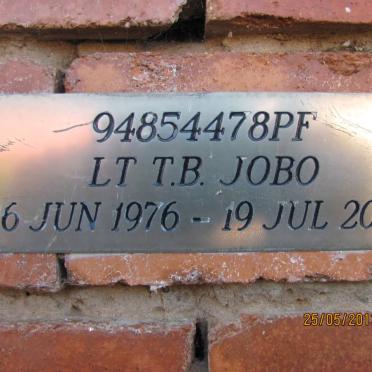 94854478PF
LT T.B. JOBO
6 JUN 1976 - 19 JUL 20
25/05/201